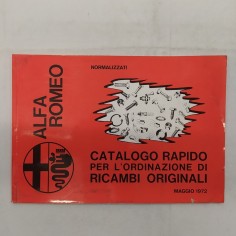 ALFA
ROMEO
NORMALIZZATI
CATALOGO RAPIDO
PER L'ORDINAZIONE DI
RICAMBI ORIGINALI
MAGGIO 1972